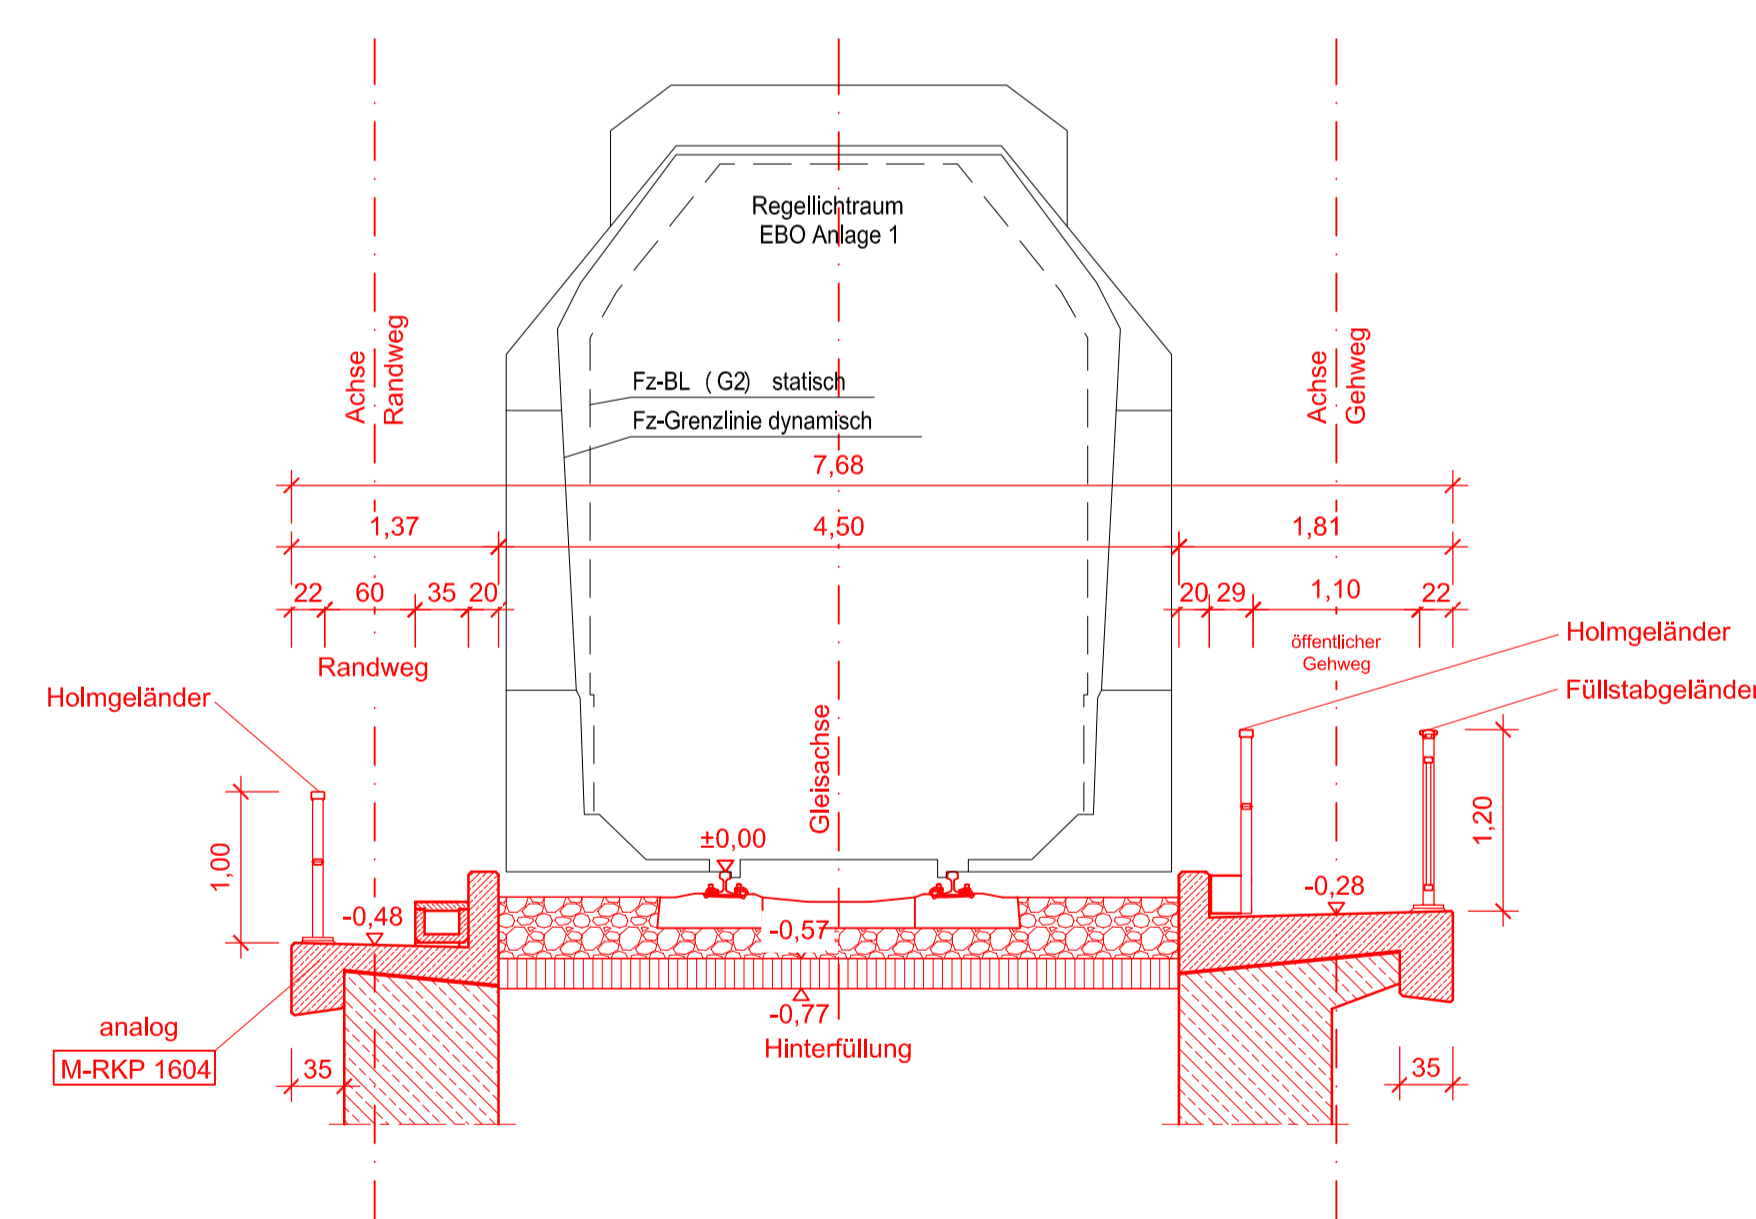 Regellichtraum
EBO Anlage 1
Achse
Randweg
Achse
Gehweg
Fz-BL (G2) statisch
Fz-Grenzlinie dynamisch
7,68
1,37
4,50
1,81
22
60
35
20
20
29
1,10
22
Randweg
öffentlicher
Gehweg
Holmgeländer
Holmgeländer
Füllstabgeländer
Gleisachse
±0,00
1,00
1,20
-0,48
-0,28
-0,57
-0,77
Hinterfüllung
analog
M-RKP 1604
35
35